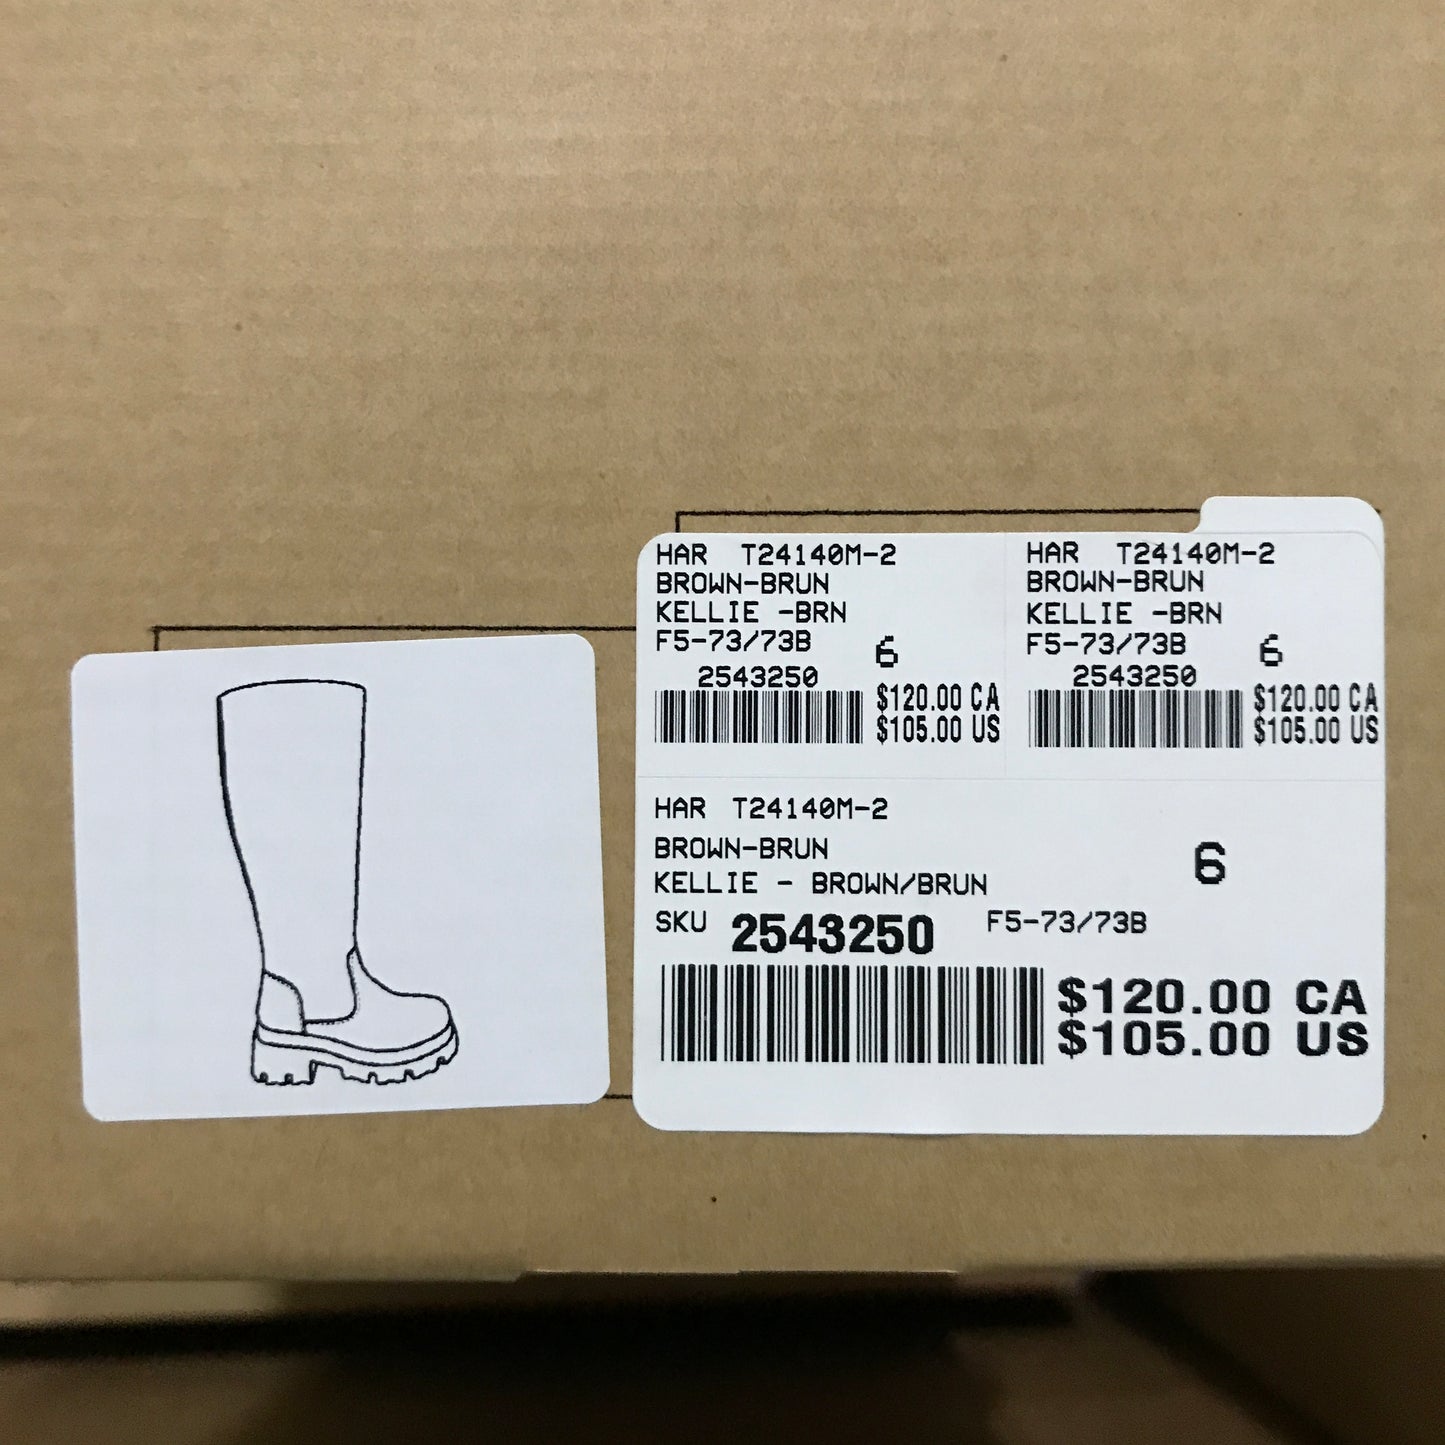 HAR T24140M-2
BROWN-BRUN
KELLIE -BRN
F5-73/73B 6
2543250
$120.00 CA
$105.00 US
HAR T24140M-2
BROWN-BRUN
KELLIE -BRN
F5-73/73B 6
2543250
$120.00 CA
$105.00 US
HAR T24140M-2
BROWN-BRUN
6
KELLIE - BROWN/BRUN
SKU 2543250 F5-73/73B
$120.00 CA
$105.00 US